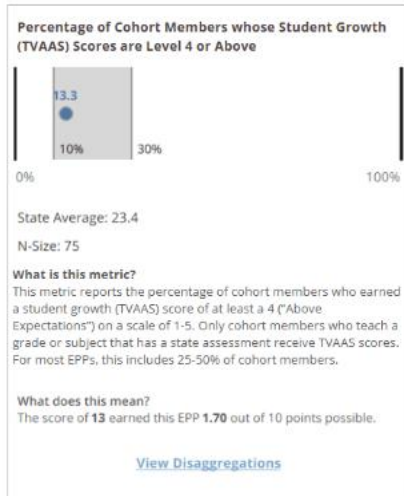 Percentage of Cohort Members whose Student Growth
(TVAAS) Scores are Level 4 or Above
13.3
10% 30%
0% 100%
State Average: 23.4
N-Size: 75
What is this metric?
This metric reports the percentage of cohort members who earned
a student growth (TVAAS) score of at least a 4 ("Above
Expectations") on a scale of 1-5. Only cohort members who teach a
grade or subject that has a state assessment receive TVAAS scores.
For most EPPs, this includes 25-50% of cohort members.
What does this mean?
The score of 13 earned this EPP 1.70 out of 10 points possible.
View Disaggregations